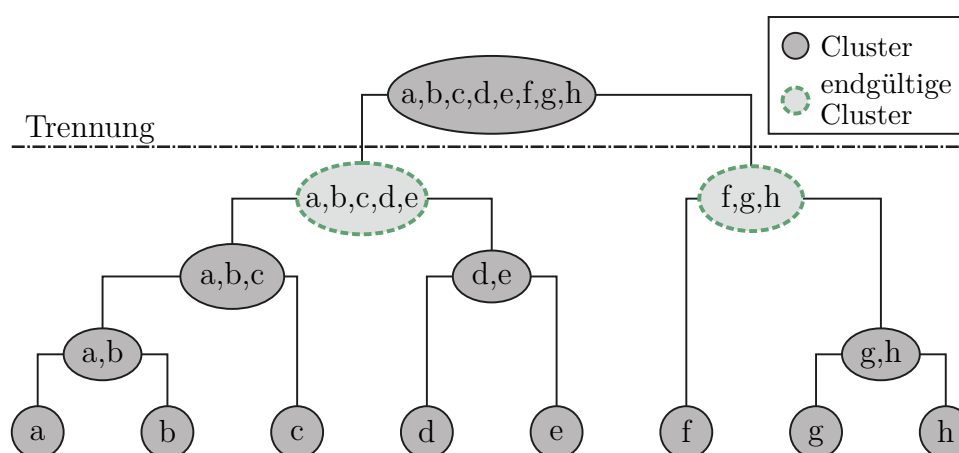 Cluster
endgültige
Cluster
a,b,c,d,e,f,g,h
Trennung
a,b,c,d,e
f,g,h
a,b,c
d,e
a,b
g,h
a
b
c
d
e
f
g
h